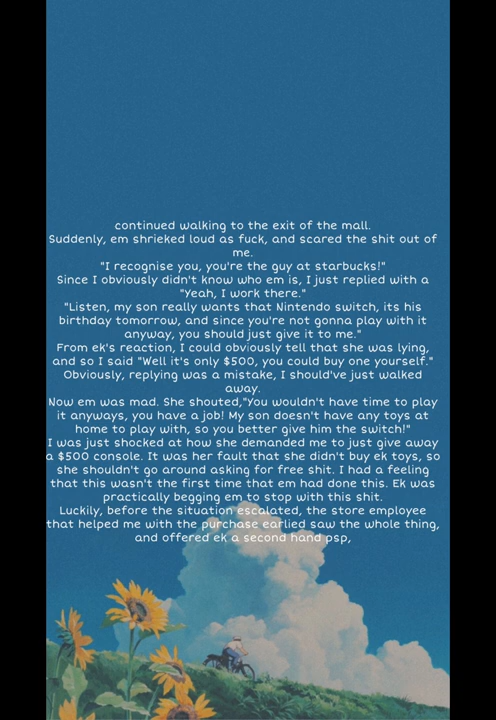 continued walking to the exit of the mall.
Suddenly, em shrieked loud as fuck, and scared the shit out of
me.
"I recognise you, you're the guy at starbucks!"
Since I obviously didn't know who em is, I just replied with a
"Yeah, I work there."
"Listen, my son really wants that Nintendo switch, its his
birthday tomorrow, and since you're not gonna play with it
anyway, you should just give it to me."
From ek's reaction, I could obviously tell that she was lying,
and so I said "Well it's only $500, you could buy one yourself."
Obviously, replying was a mistake, I should've just walked
away.
Now em was mad. She shouted,"You wouldn't have time to play
it anyways, you have a job! My son doesn't have any toys at
home to play with, so you better give him the switch!"
I was just shocked at how she demanded me to just give away
a $500 console. It was her fault that she didn't buy ek toys, so
she shouldn't go around asking for free shit. I had a feeling
that this wasn't the first time that em had done this. Ek was
practically begging em to stop with this shit.
Luckily, before the situation escalated, the store employee
that helped me with the purchase earlied saw the whole thing,
and offered ek a second hand psp,